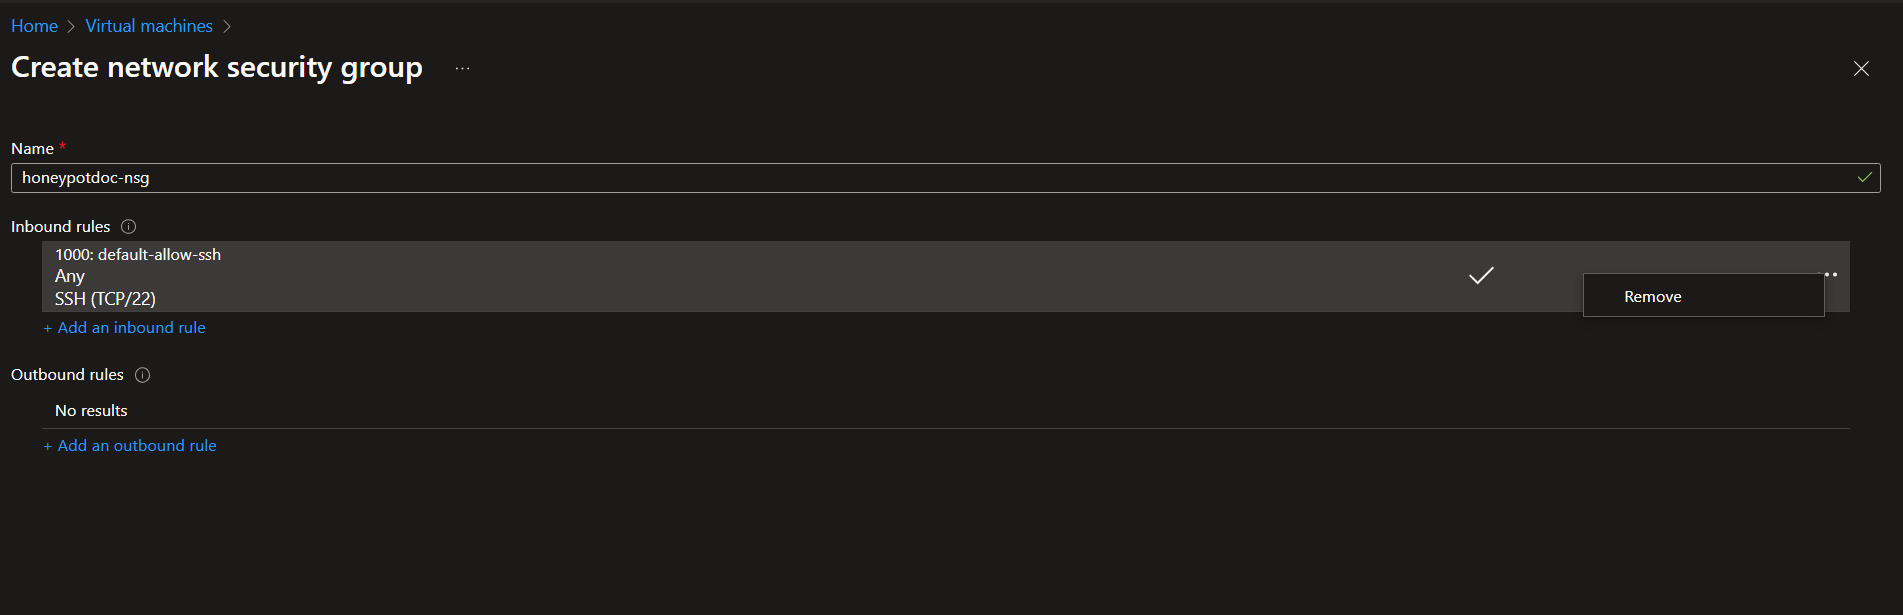 Home > Virtual machines >
Create network security group ...
Name *
honeypotdoc-nsg
Inbound rules
1000: default-allow-ssh
Any
SSH (TCP/22)
Remove
+ Add an inbound rule
Outbound rules
No results
+ Add an outbound rule